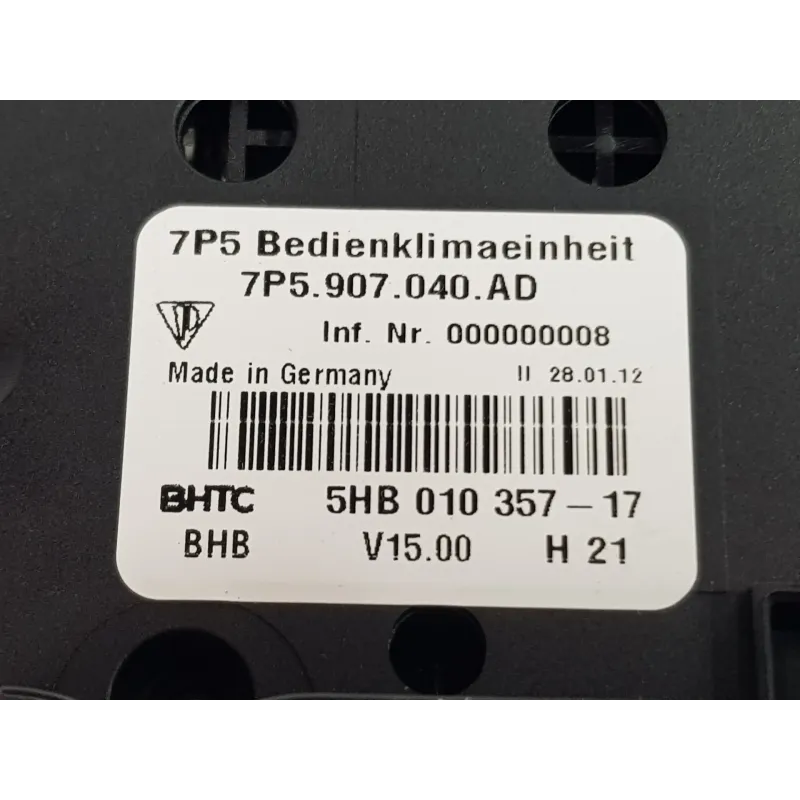 7P5 Bedienklimaeinheit
7P5.907.040.AD
Inf. Nr. 000000008
Made in Germany II 28.01.12
BHTC 5HB 010 357-17
BHB V15.00 H 21